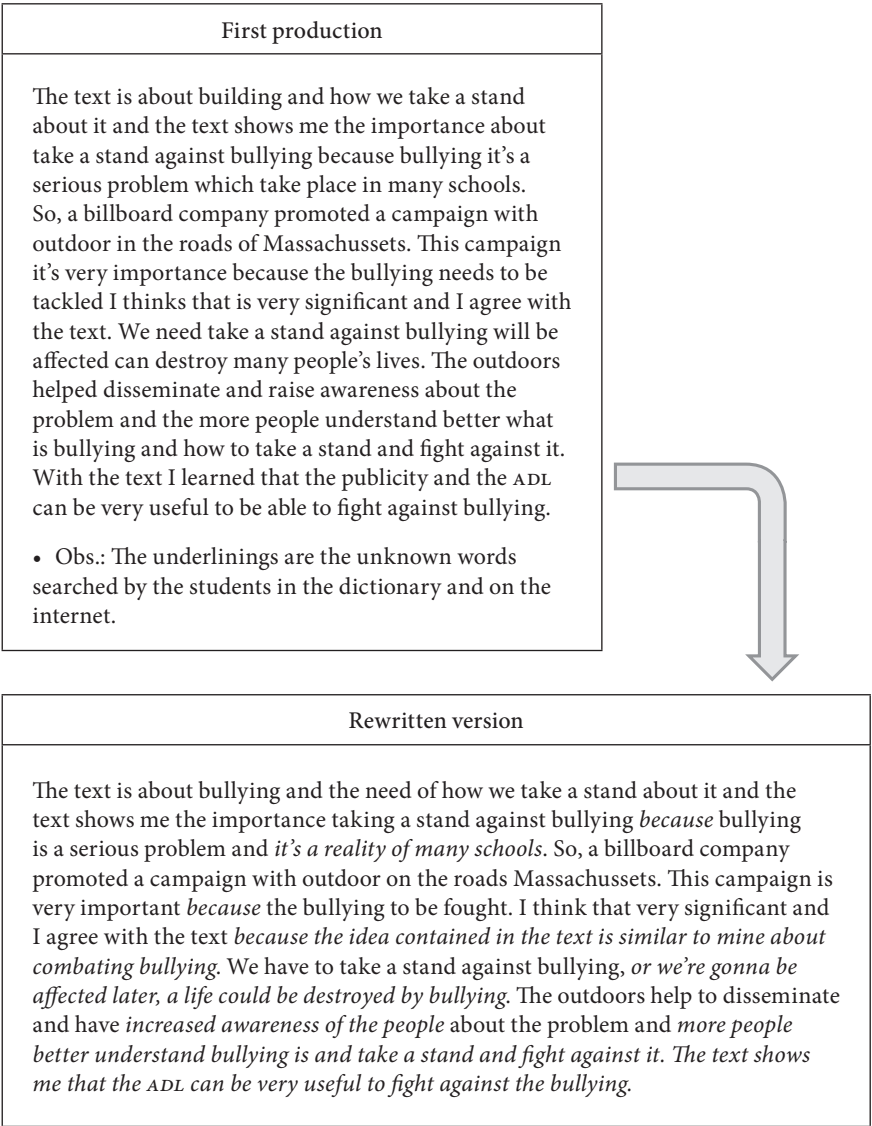 First production
The text is about building and how we take a stand
about it and the text shows me the importance about
take a stand against bullying because bullying it's a
serious problem which take place in many schools.
So, a billboard company promoted a campaign with
outdoor in the roads of Massachussets. This campaign
it's very importance because the bullying needs to be
tackled I thinks that is very significant and I agree with
the text. We need take a stand against bullying will be
affected can destroy many people's lives. The outdoors
helped disseminate and raise awareness about the
problem and the more people understand better what
is bullying and how to take a stand and fight against it.
With the text I learned that the publicity and the ADL
can be very useful to be able to fight against bullying.
• Obs.: The underlinings are the unknown words
searched by the students in the dictionary and on the
internet.
Rewritten version
The text is about bullying and the need of how we take a stand about it and the
text shows me the importance taking a stand against bullying because bullying
is a serious problem and it's a reality of many schools. So, a billboard company
promoted a campaign with outdoor on the roads Massachussets. This campaign is
very important because the bullying to be fought. I think that very significant and
I agree with the text because the idea contained in the text is similar to mine about
combating bullying. We have to take a stand against bullying, or we're gonna be
affected later, a life could be destroyed by bullying. The outdoors help to disseminate
and have increased awareness of the people about the problem and more people
better understand bullying is and take a stand and fight against it. The text shows
me that the ADL can be very useful to fight against the bullying.